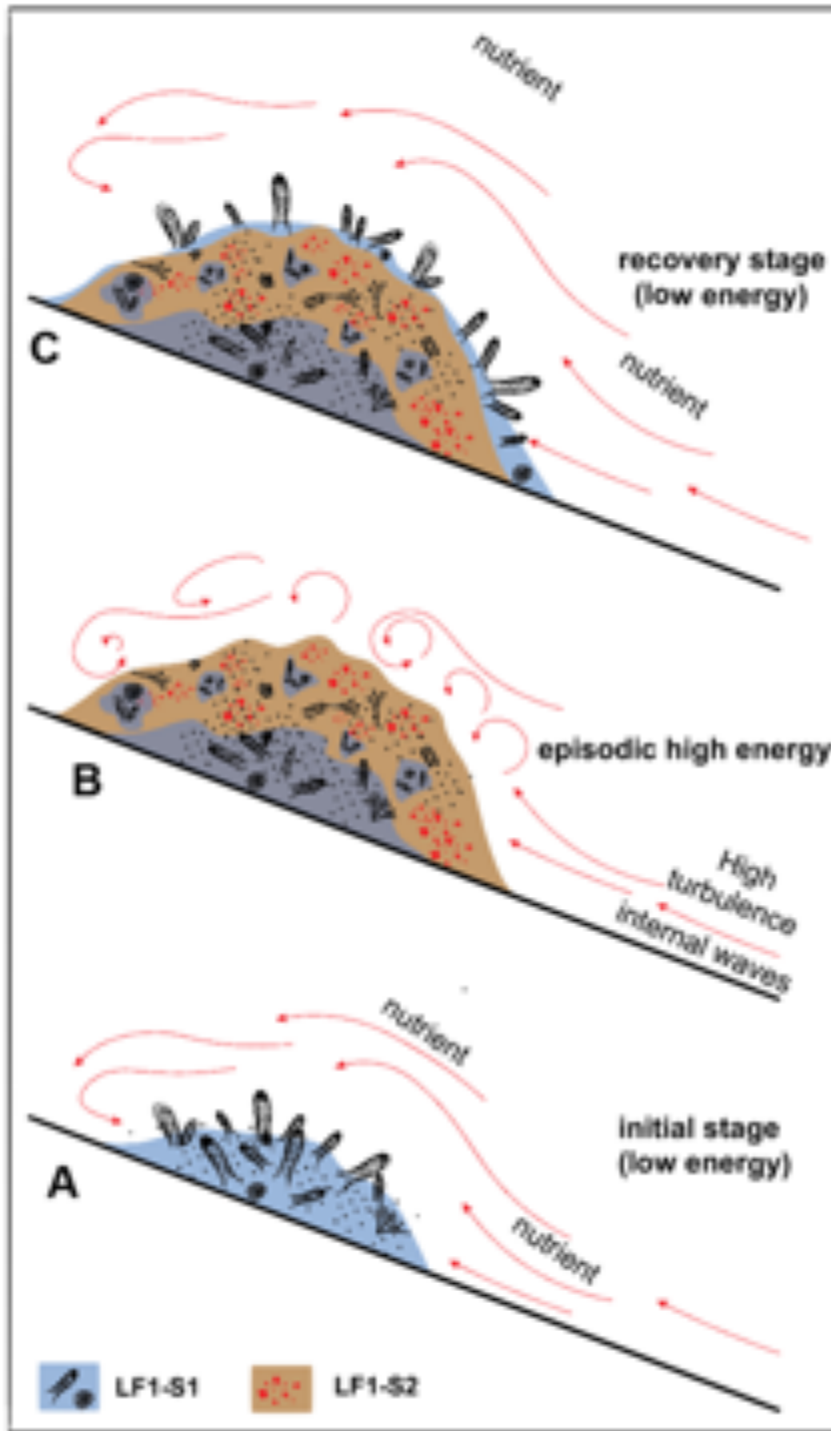 nutrient
recovery stage
(low energy)
C
nutrient
episodic high energy
B
High
turbulence
internal waves
nutrient
initial stage
(low energy)
A
nutrient
LF1-S1
LF1-S2